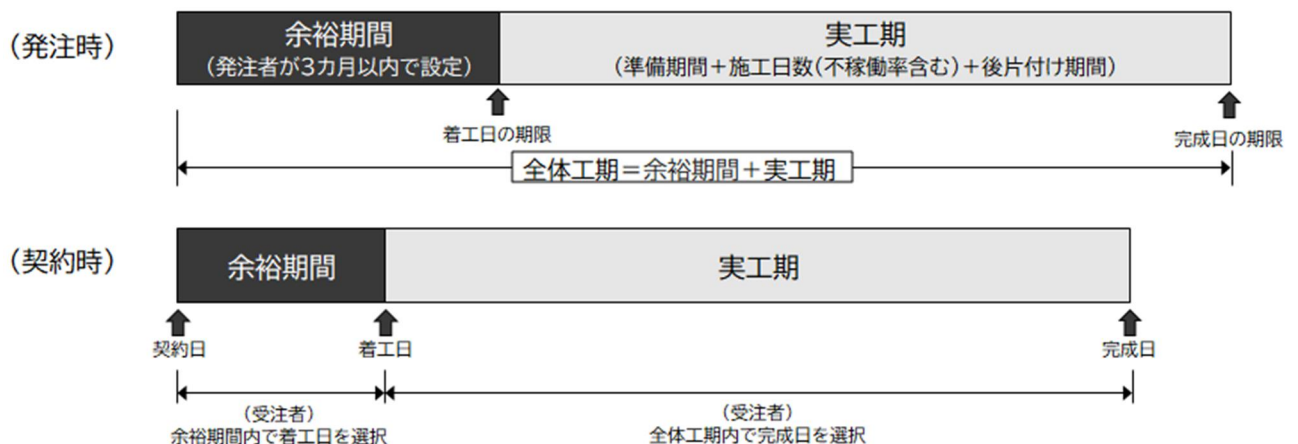 (発注時)
余裕期間
(発注者が3カ月以内で設定)
実工期
(準備期間+施工日数(不稼働率含む)+後片付け期間)
着工日の期限
完成日の期限
全体工期=余裕期間+実工期
(契約時)
余裕期間
実工期
契約日
着工日
完成日
(受注者)
余裕期間内で着工日を選択
(受注者)
全体工期内で完成日を選択